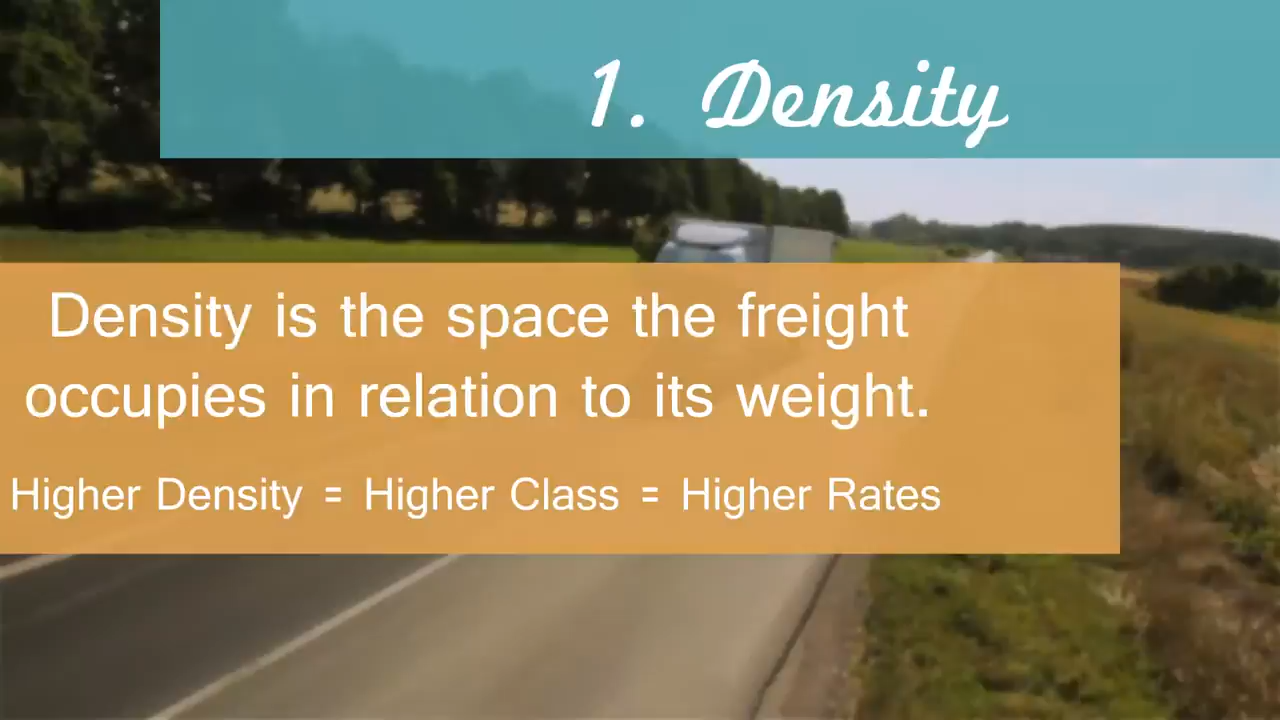 1. Density
Density is the space the freight
occupies in relation to its weight.
Higher Density = Higher Class = Higher Rates